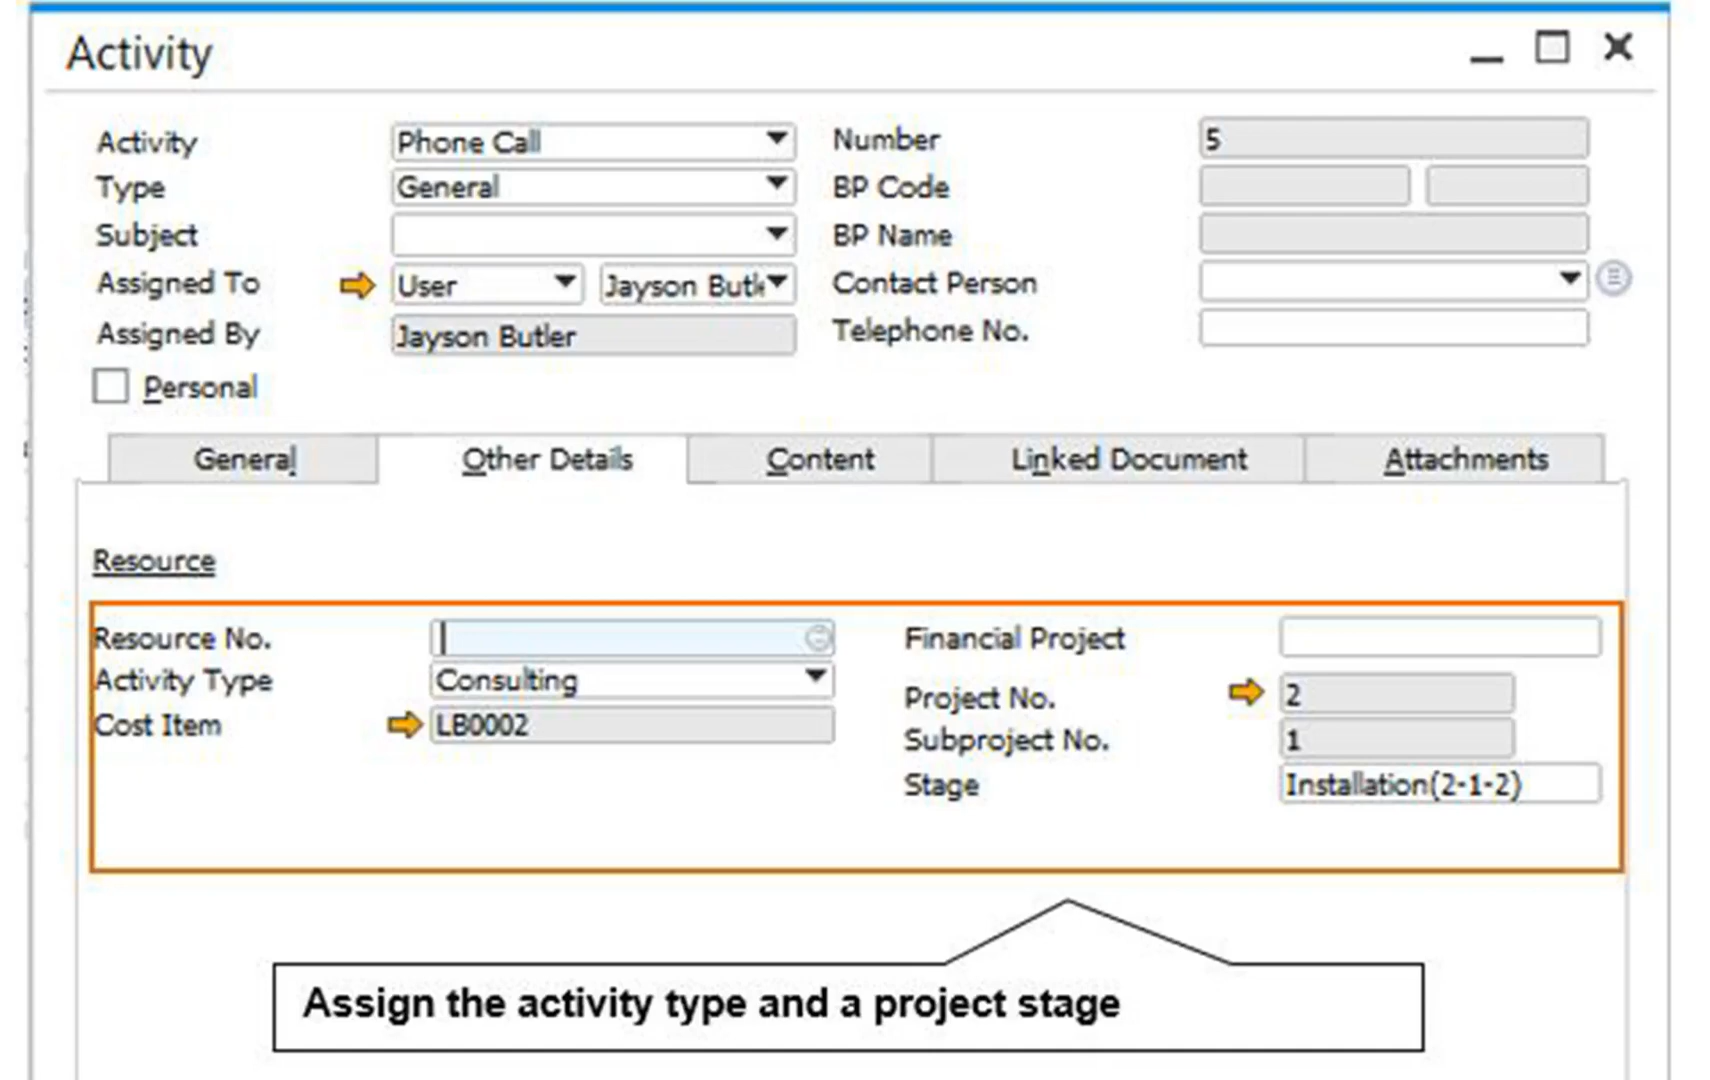 Activity
Activity Phone Call Number 5
Type General BP Code
Subject BP Name
Assigned To User Jayson Butle Contact Person
Assigned By Jayson Butler Telephone No.
Personal
General Other Details Content Linked Document Attachments
Resource
Resource No. Financial Project
Activity Type Consulting Project No. 2
Cost Item LB0002 Subproject No. 1
Stage Installation(2-1-2)
Assign the activity type and a project stage